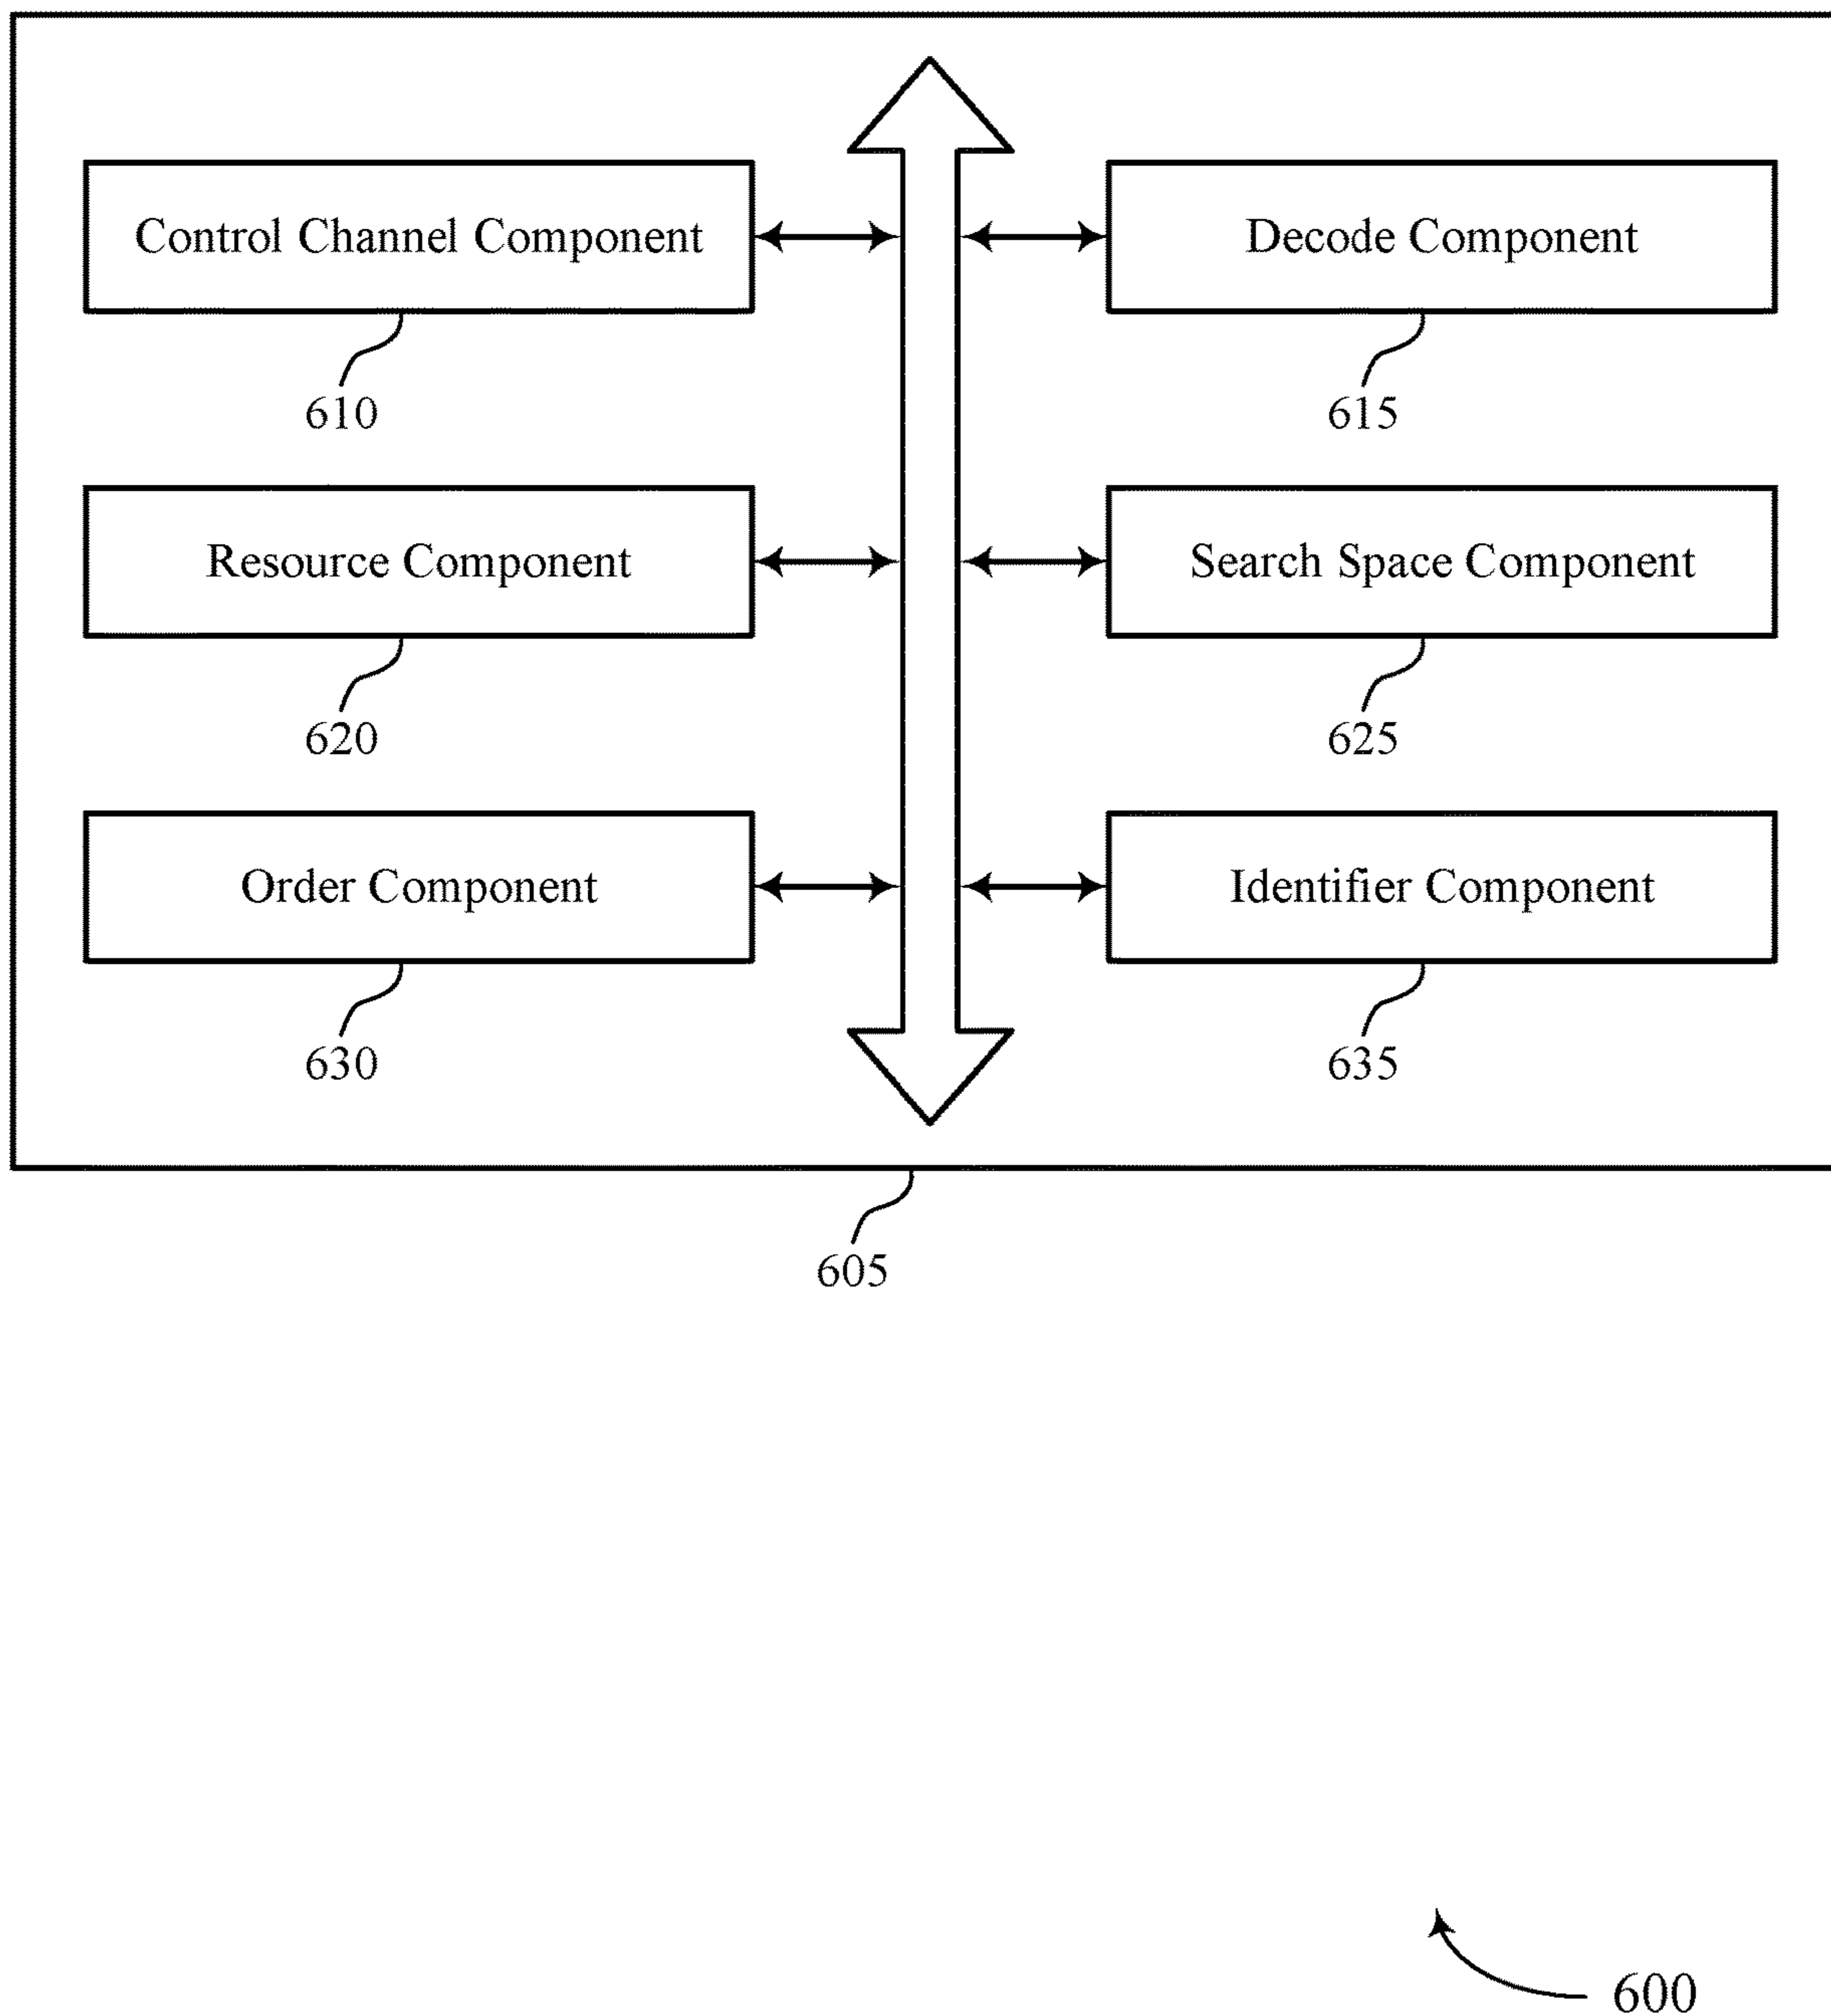 Control Channel Component
Decode Component
610
615
Resource Component
Search Space Component
620
625
Order Component
Identifier Component
630
635
605
600